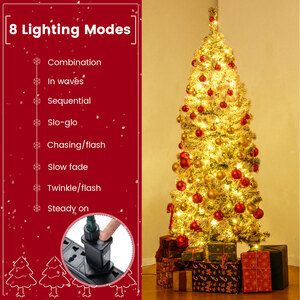 8 Lighting Modes
Combination
In waves
Sequential
Slo-glo
Chasing/flash
Slow fade
Twinkle/flash
Steady on